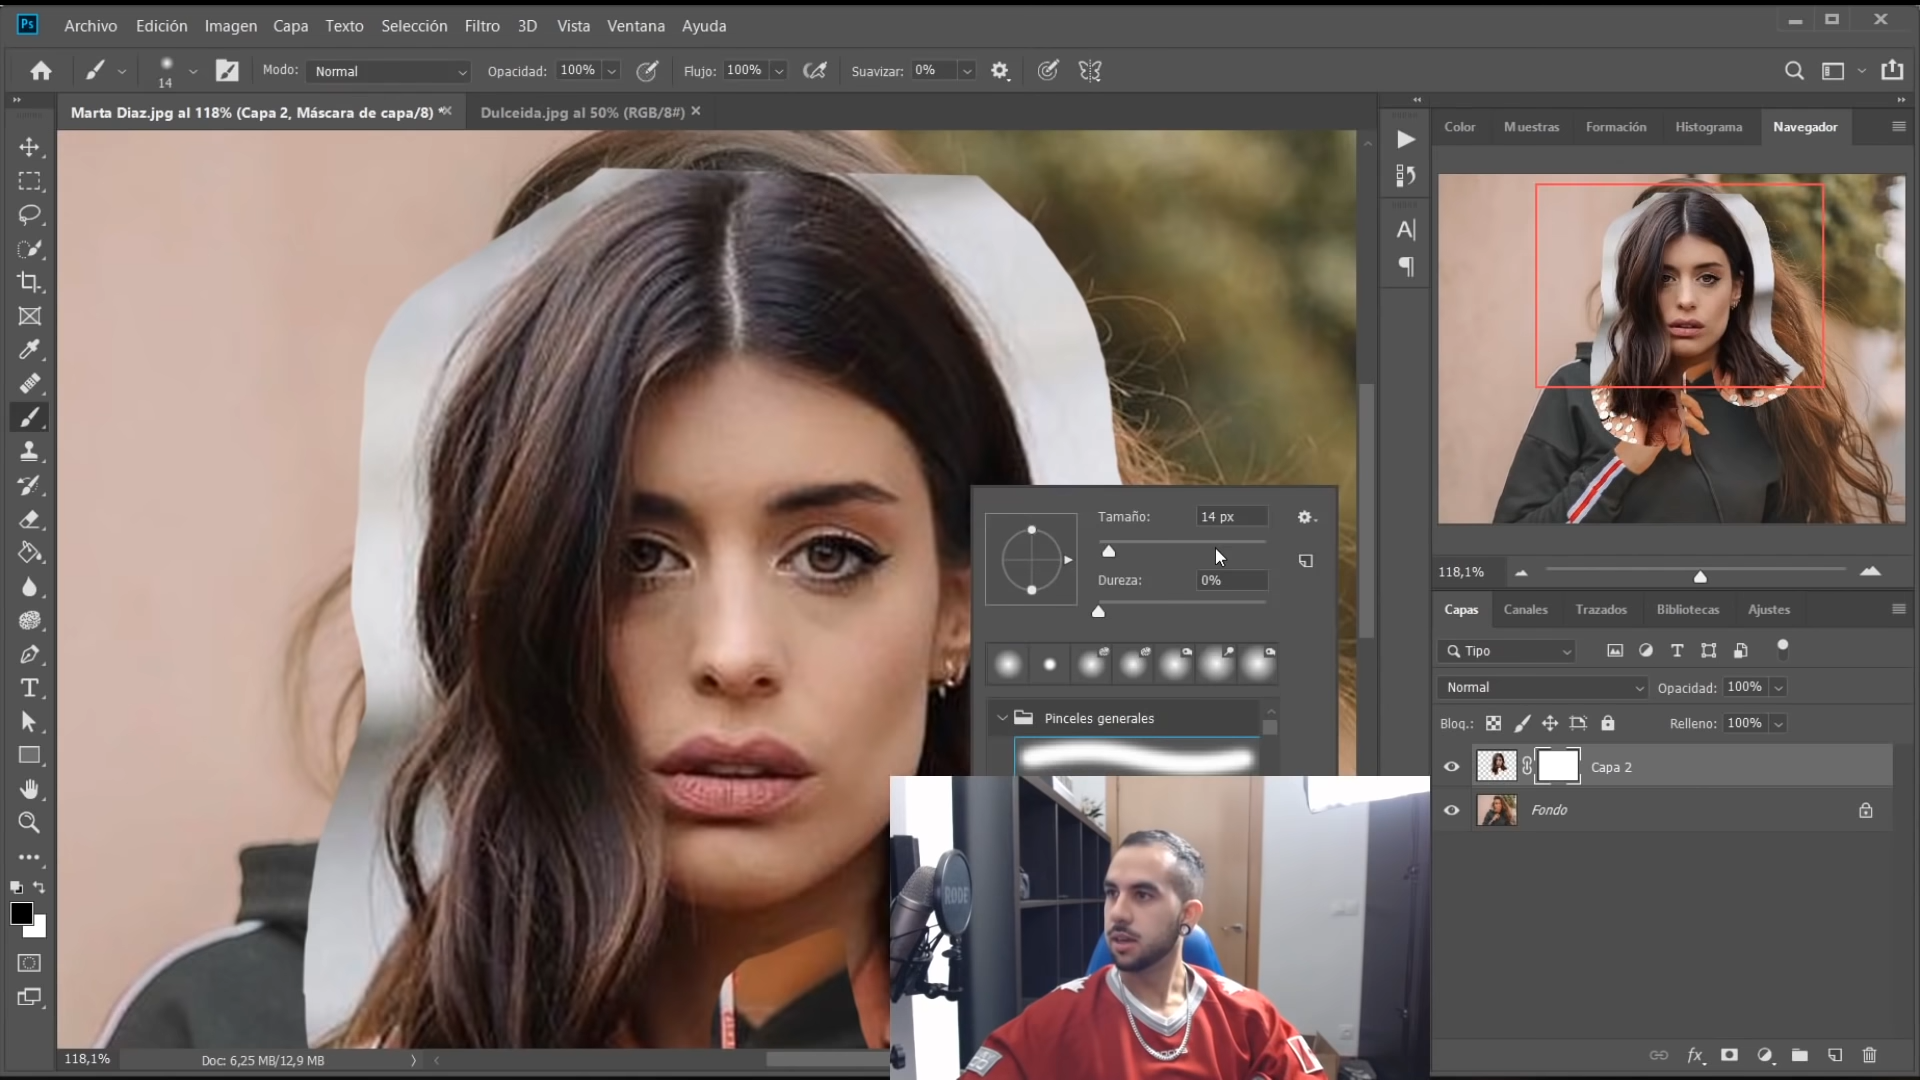 Ps Archivo Edición Imagen Capa Texto Selección Filtro 3D Vista Ventana Ayuda
14 Modo: Normal Opacidad: 100% Flujo: 100% Suavizar: 0%
Marta Diaz.jpg al 118% (Capa 2, Máscara de capa/8) * Dulceida.jpg al 50% (RGB/8#)
Color Muestras Formación Histograma Navegador
Tamaño: 14 px
Dureza: 0%
Pinceles generales
118,1%
Capas Canales Trazados Bibliotecas Ajustes
Tipo
Normal Opacidad: 100%
Bloq.: Relleno: 100%
Capa 2
Fondo
RODE
118,1% Doc: 6,25 MB/12,9 MB
fx